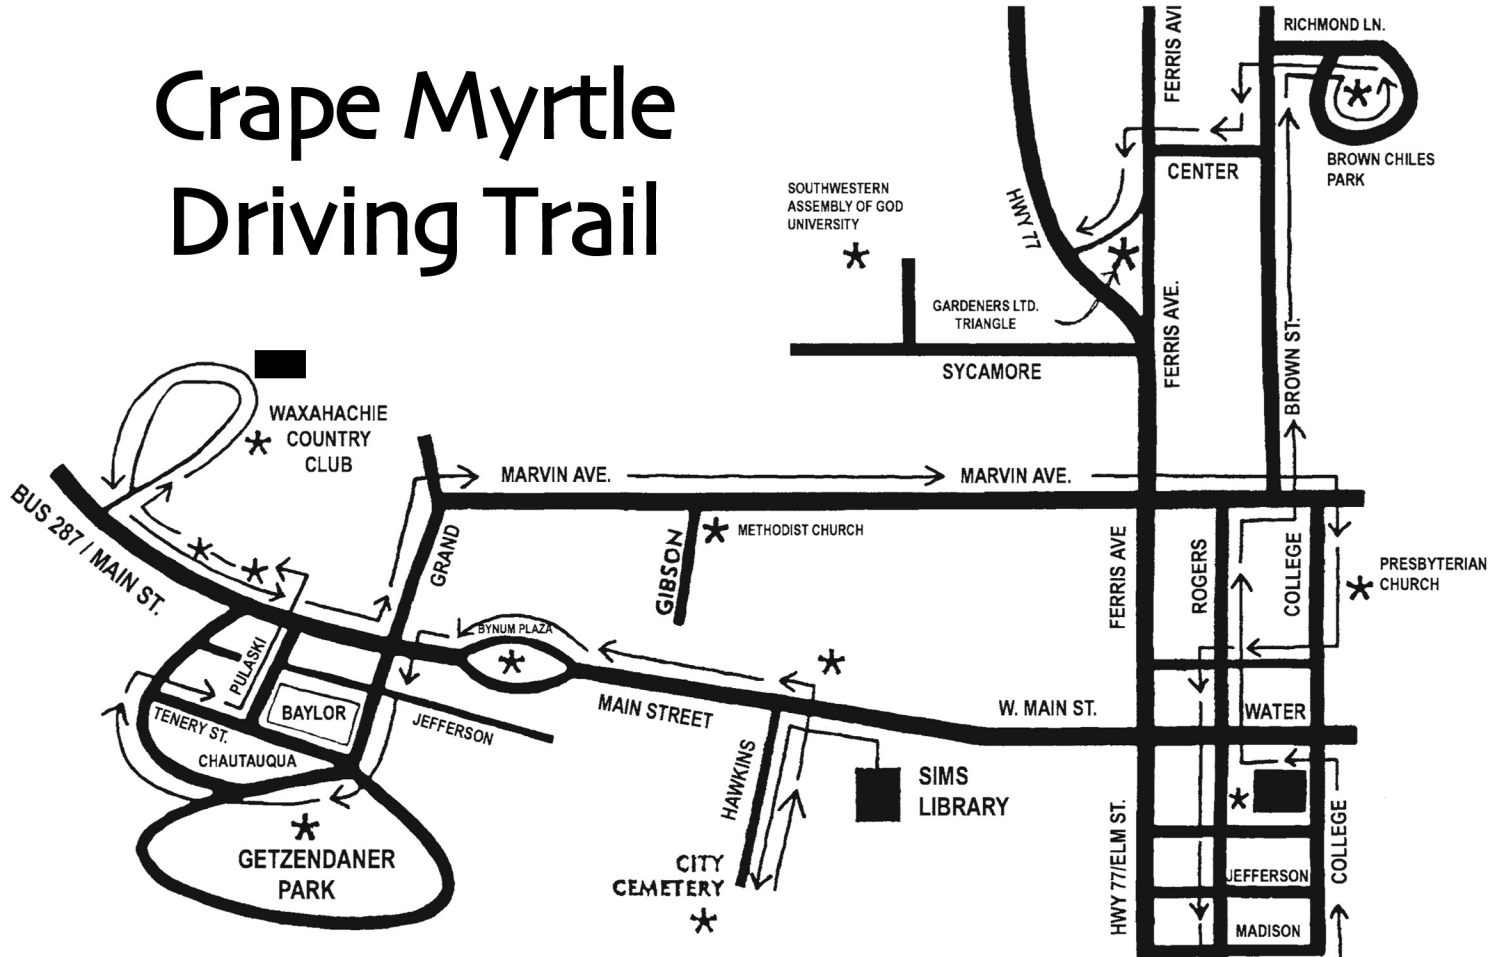 Crape Myrtle
Driving Trail
RICHMOND LN.
FERRIS AVE
BROWN CHILES
PARK
CENTER
SOUTHWESTERN
ASSEMBLY OF GOD
UNIVERSITY
HWY 77
GARDENERS LTD.
TRIANGLE
FERRIS AVE.
SYCAMORE
BROWN ST.
WAXAHACHIE
COUNTRY
CLUB
MARVIN AVE.
MARVIN AVE.
BUS 287 / MAIN ST.
GRAND
GIBSON
METHODIST CHURCH
FERRIS AVE
ROGERS
COLLEGE
PRESBYTERIAN
CHURCH
BYNUM PLAZA
PULASKI
TENERY ST.
BAYLOR
JEFFERSON
MAIN STREET
W. MAIN ST.
WATER
CHAUTAUQUA
HAWKINS
SIMS
LIBRARY
HWY 77/ELM ST.
COLLEGE
GETZENDANER
PARK
CITY
CEMETERY
JEFFERSON
MADISON